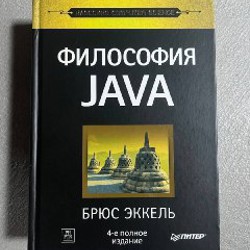 ФИЛОСОФИЯ
JAVA
БРЮС ЭККЕЛЬ
4-е полное
издание
ПИТЕР